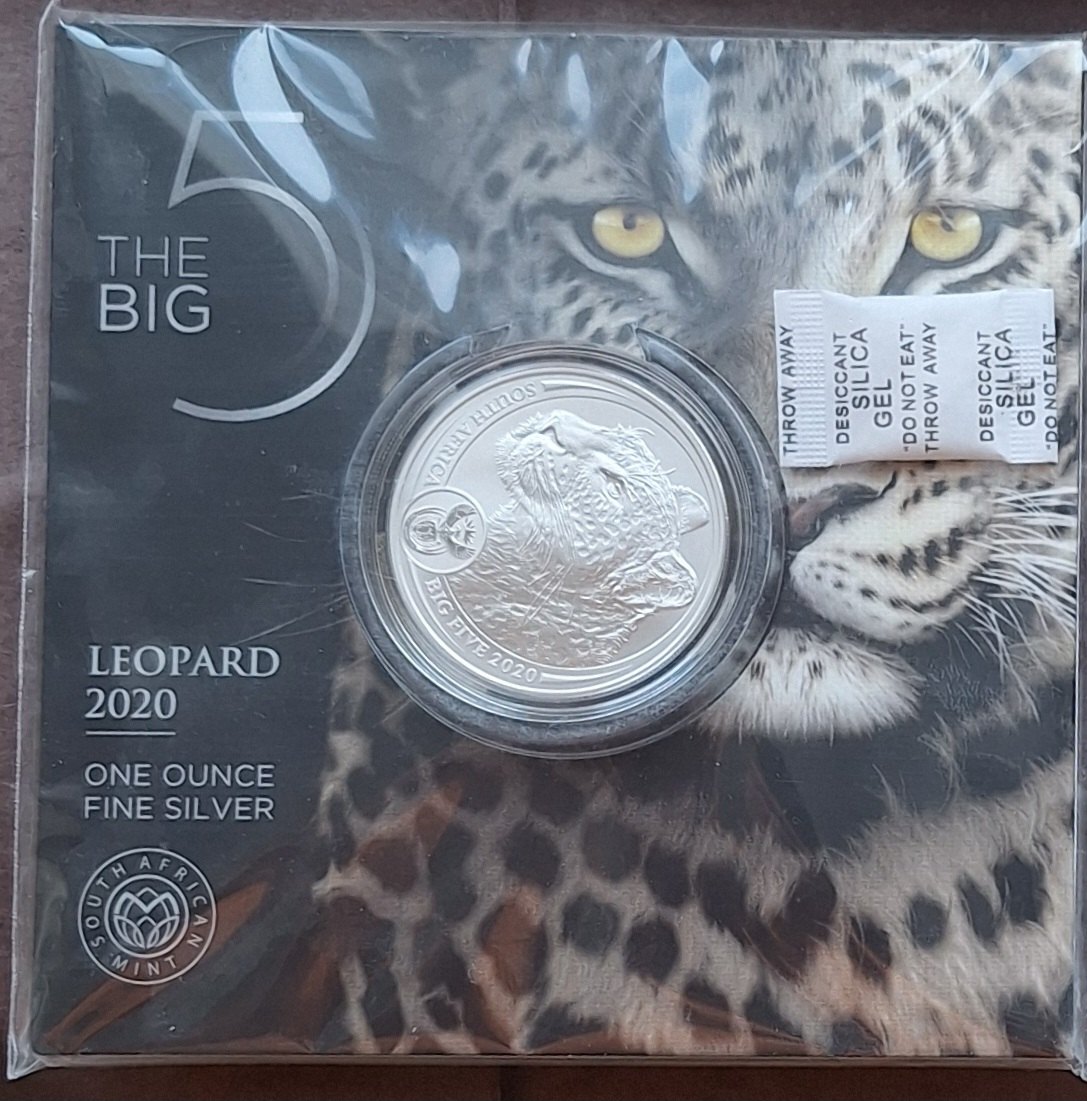 5
THE
BIG
THROW AWAY
DESICCANT
SILICA
GEL
"DO NOT EAT"
THROW AWAY
DESICCANT
SILICA
GEL
"DO NOT EAT"
SOUTH AFRICA
BIG FIVE 2020
LEOPARD
2020
ONE OUNCE
FINE SILVER
SOUTH AFRICAN
MINT